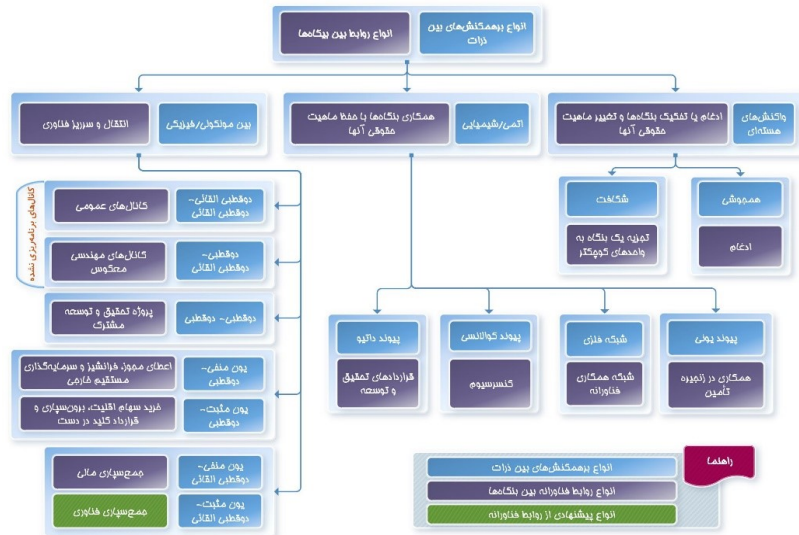 انواع برهمکنش‌های بین
ذرات
انواع روابط بین بنگاه‌ها
واکنش‌های
هسته‌ای
ادغام یا تفکیک بنگاه‌ها و تغییر ماهیت
حقوقی آنها
اتمی/شیمیایی
همکاری بنگاه‌ها با حفظ ماهیت
حقوقی آنها
بین مولکولی/فیزیکی
انتقال و سرریز فناوری
همجوشی
ادغام
شکافت
تجزیه یک بنگاه به
واحدهای کوچکتر
پیوند یونی
همکاری در زنجیره
تأمین
شبکه فلزی
شبکه همکاری
فناورانه
پیوند کوالانسی
کنسرسیوم
پیوند داتیو
قراردادهای تحقیق
و توسعه
کانال‌های برنامه‌ریزی نشده
دوقطبی القائی-
دوقطبی القائی
کانال‌های عمومی
دوقطبی-
دوقطبی القائی
کانال‌های مهندسی
معکوس
دوقطبی- دوقطبی
پروژه تحقیق و توسعه
مشترک
یون منفی-
دوقطبی
اعطای مجوز، فرانشیز و سرمایه‌گذاری
مستقیم خارجی
یون مثبت-
دوقطبی
خرید سهام اقلیت، برون‌سپاری و
قرارداد کلید در دست
یون منفی-
دوقطبی القائی
جمع‌سپاری مالی
یون مثبت-
دوقطبی القائی
جمع‌سپاری فناوری
راهنما
انواع برهمکنش‌های بین ذرات
انواع روابط فناورانه بین بنگاه‌ها
انواع پیشنهادی از روابط فناورانه